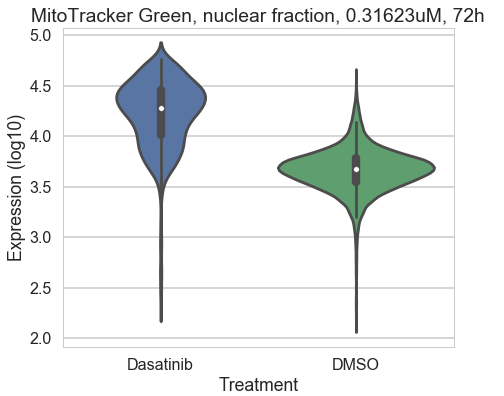 MitoTracker Green, nuclear fraction, 0.31623uM, 72h
5.0
4.5
4.0
3.5
3.0
2.5
2.0
Expression (log10)
Dasatinib
DMSO
Treatment